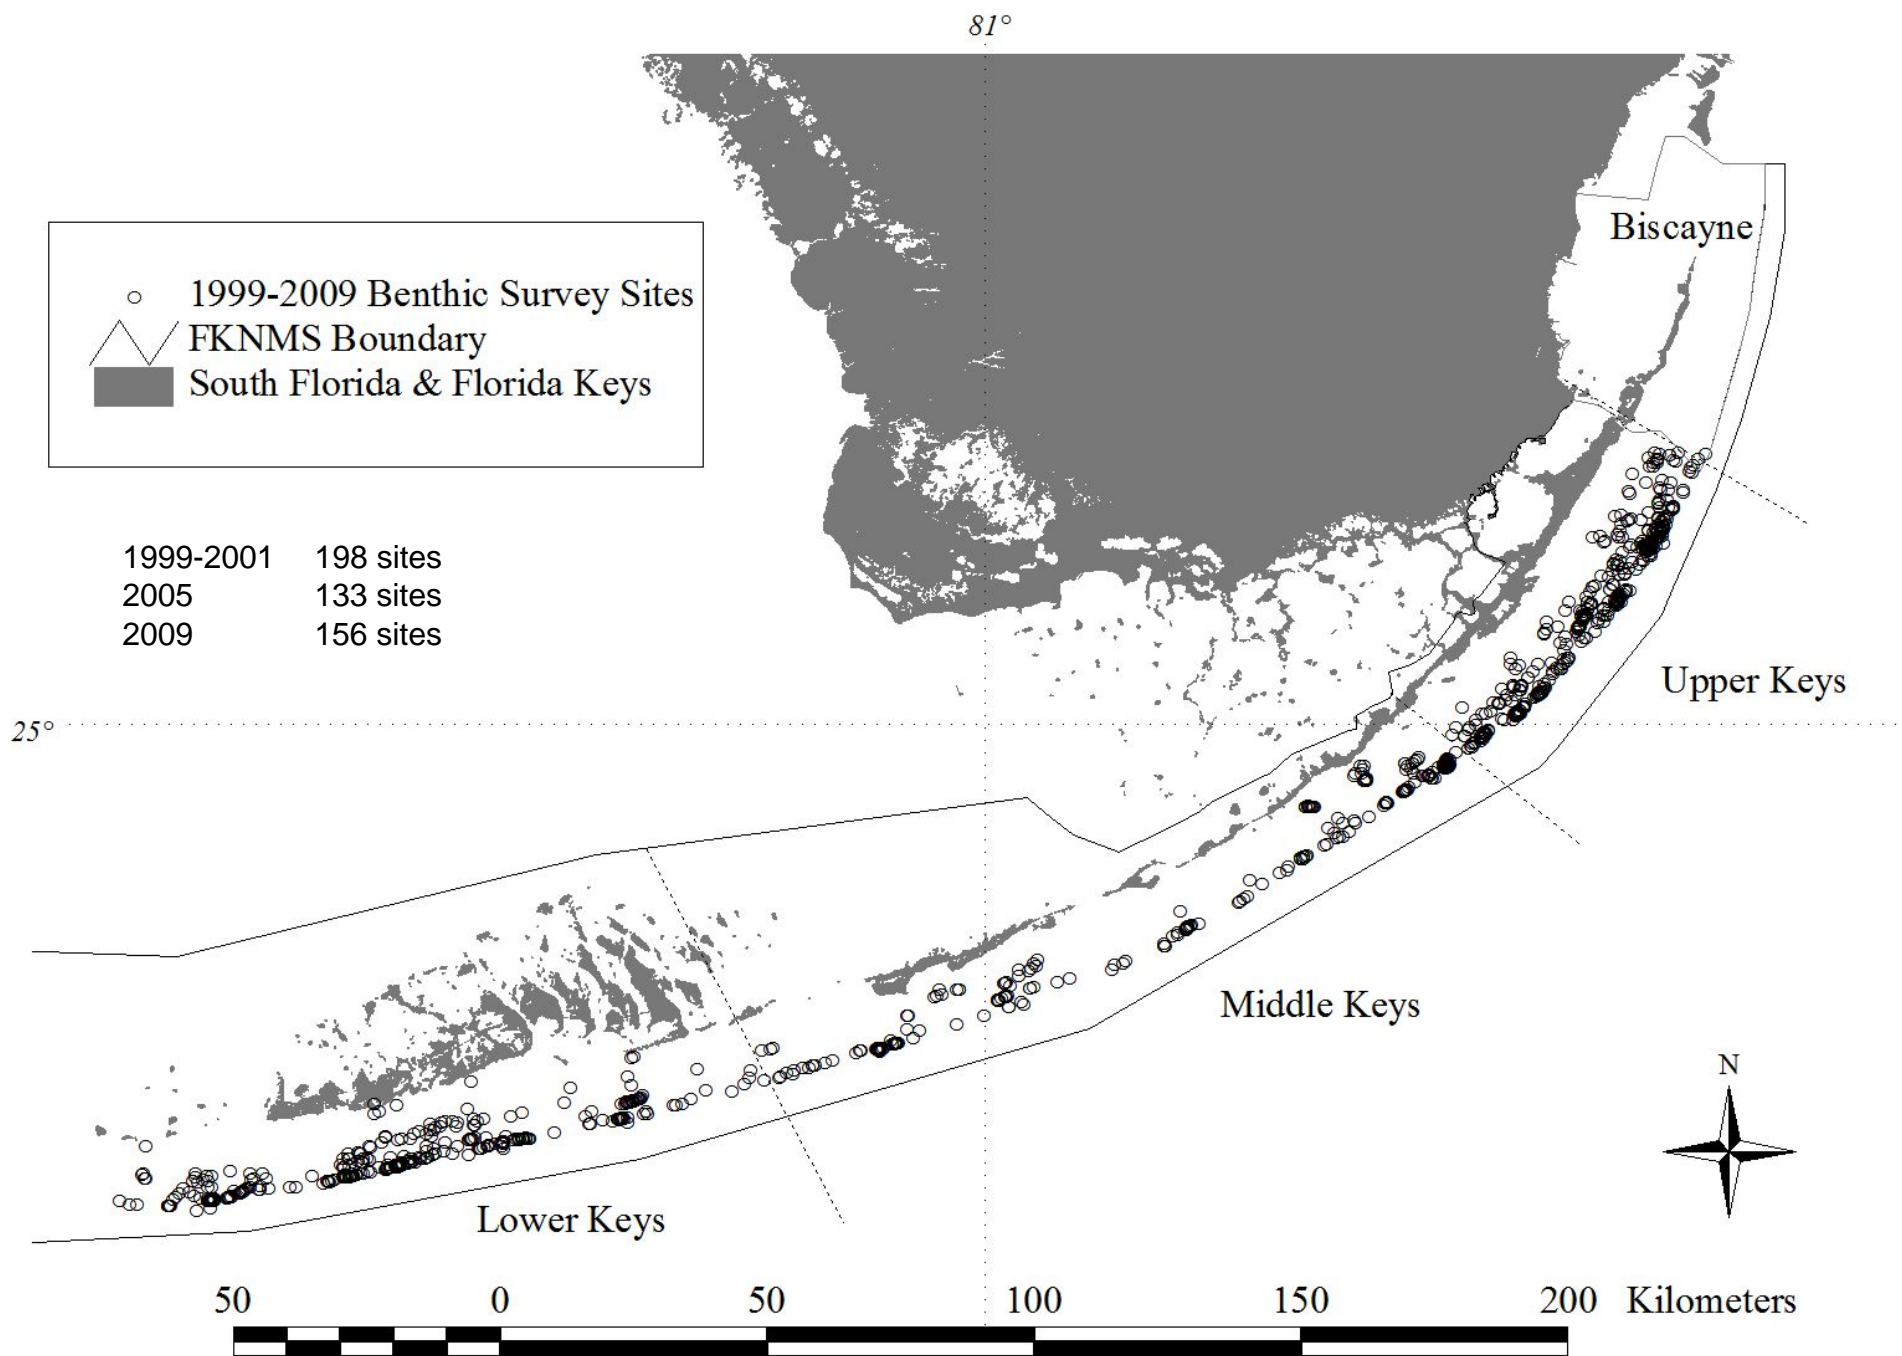 81°
Biscayne
1999-2009 Benthic Survey Sites
FKNMS Boundary
South Florida & Florida Keys
1999-2001 198 sites
2005 133 sites
2009 156 sites
Upper Keys
25°
Middle Keys
N
Lower Keys
50 0 50 100 150 200 Kilometers